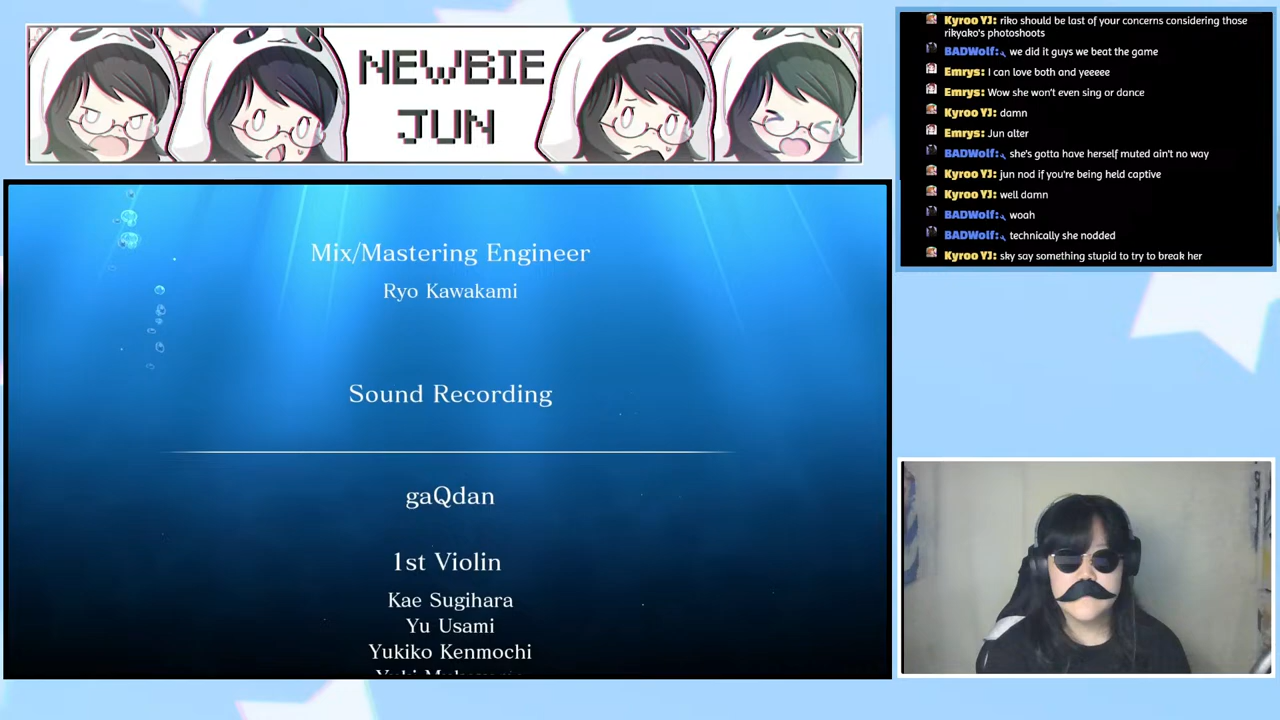 NEWBIE
JUN
Mix/Mastering Engineer
Ryo Kawakami
Sound Recording
gaQdan
1st Violin
Kae Sugihara
Yu Usami
Yukiko Kenmochi
Kyroo YJ: riko should be last of your concerns considering those
rikyako's photoshoots
BADWolf: we did it guys we beat the game
Emrys: I can love both and yeeeee
Emrys: Wow she won't even sing or dance
Kyroo YJ: damn
Emrys: Jun alter
BADWolf: she's gotta have herself muted ain't no way
Kyroo YJ: jun nod if you're being held captive
Kyroo YJ: well damn
BADWolf: woah
BADWolf: technically she nodded
Kyroo YJ: sky say something stupid to try to break her